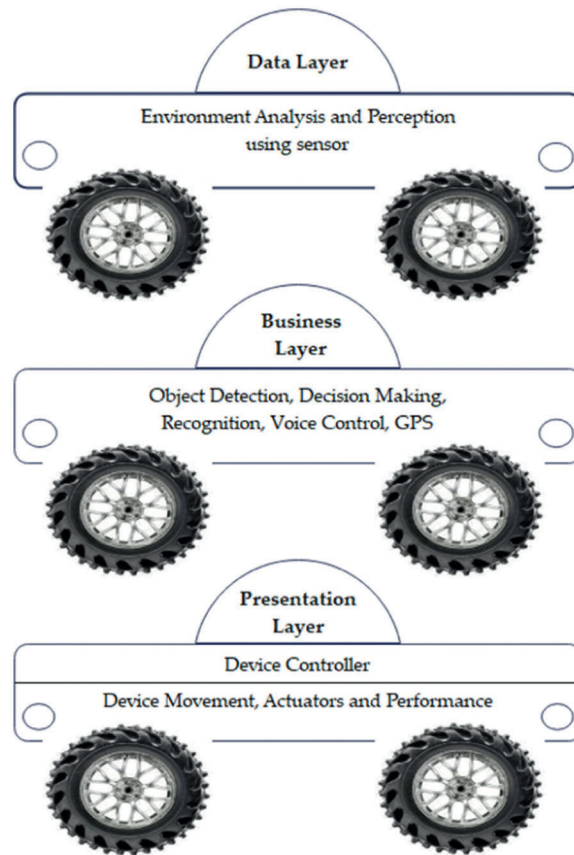 Data Layer
Environment Analysis and Perception
using sensor
Business
Layer
Object Detection, Decision Making,
Recognition, Voice Control, GPS
Presentation
Layer
Device Controller
Device Movement, Actuators and Performance